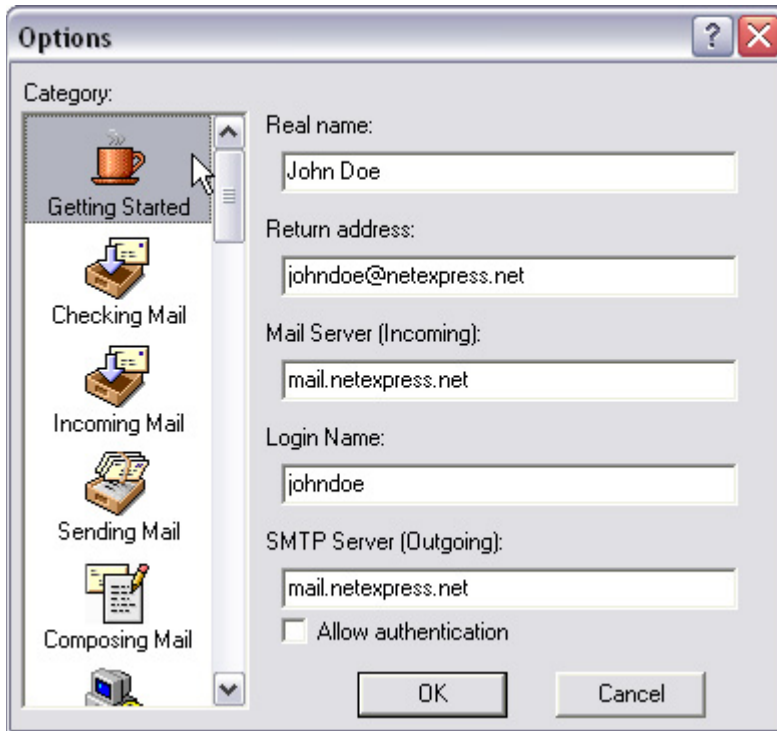 Options
Category:
Getting Started
Checking Mail
Incoming Mail
Sending Mail
Composing Mail
Real name:
John Doe
Return address:
johndoe@netexpress.net
Mail Server (Incoming):
mail.netexpress.net
Login Name:
johndoe
SMTP Server (Outgoing):
mail.netexpress.net
Allow authentication
OK
Cancel